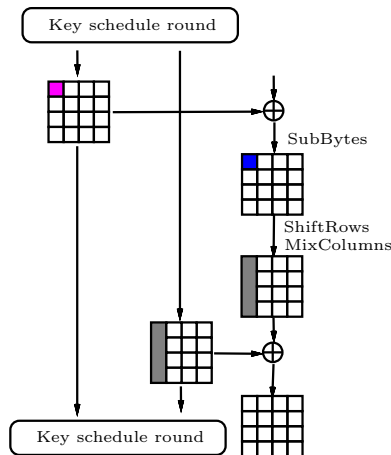 Key schedule round
SubBytes
ShiftRows
MixColumns
Key schedule round